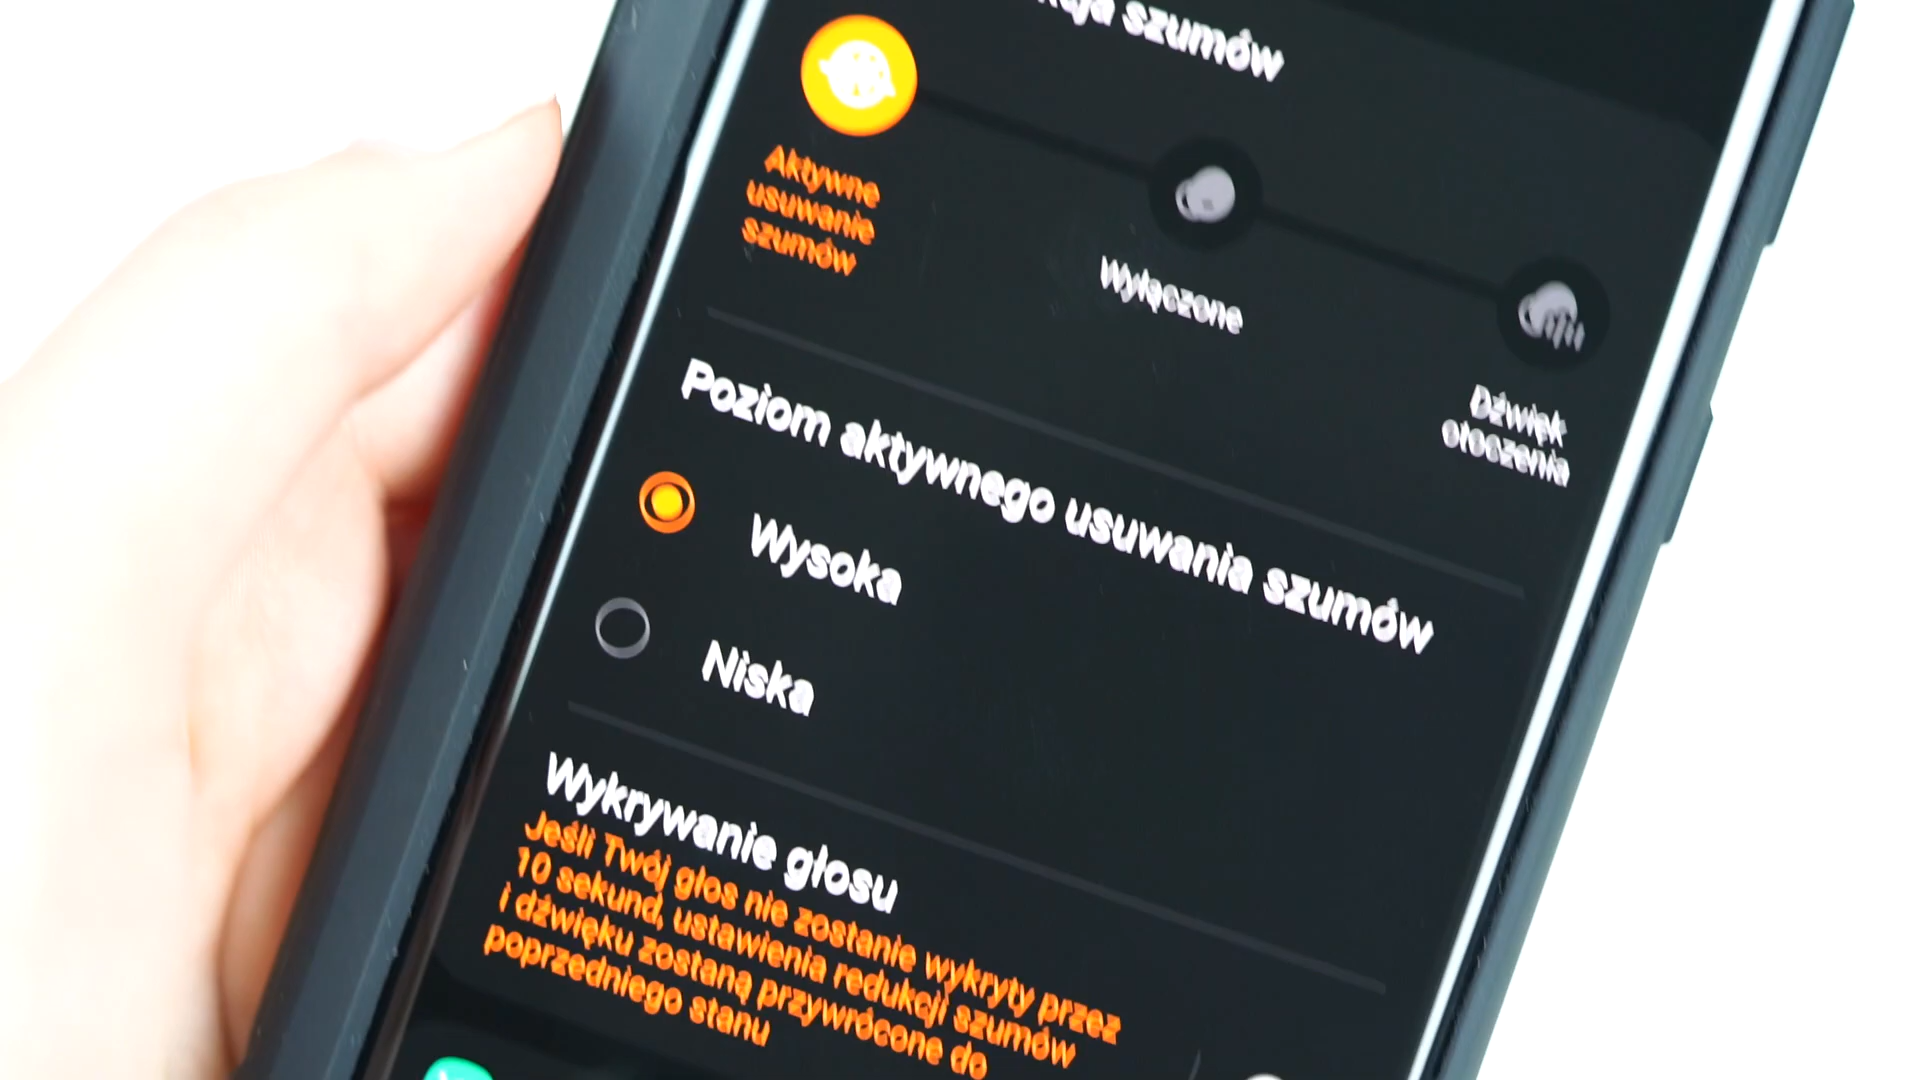 szumów
Aktywne
usuwanie
szumów
Wyłączone
Dźwięk
otoczenia
Poziom aktywnego usuwania szumów
Wysoka
Niska
Wykrywanie głosu
Jeśli Twój głos nie zostanie wykryty przez
10 sekund, ustawienia redukcji szumów
i dźwięku zostaną przywrócone do
poprzedniego stanu